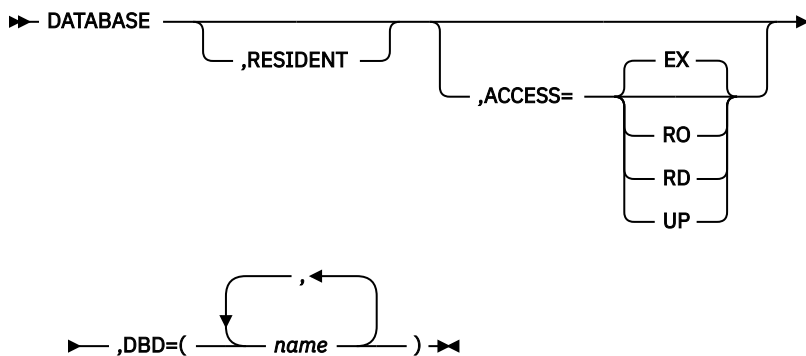 DATABASE
,RESIDENT
,ACCESS=
EX
RO
RD
UP
,DBD=(
,
name
)